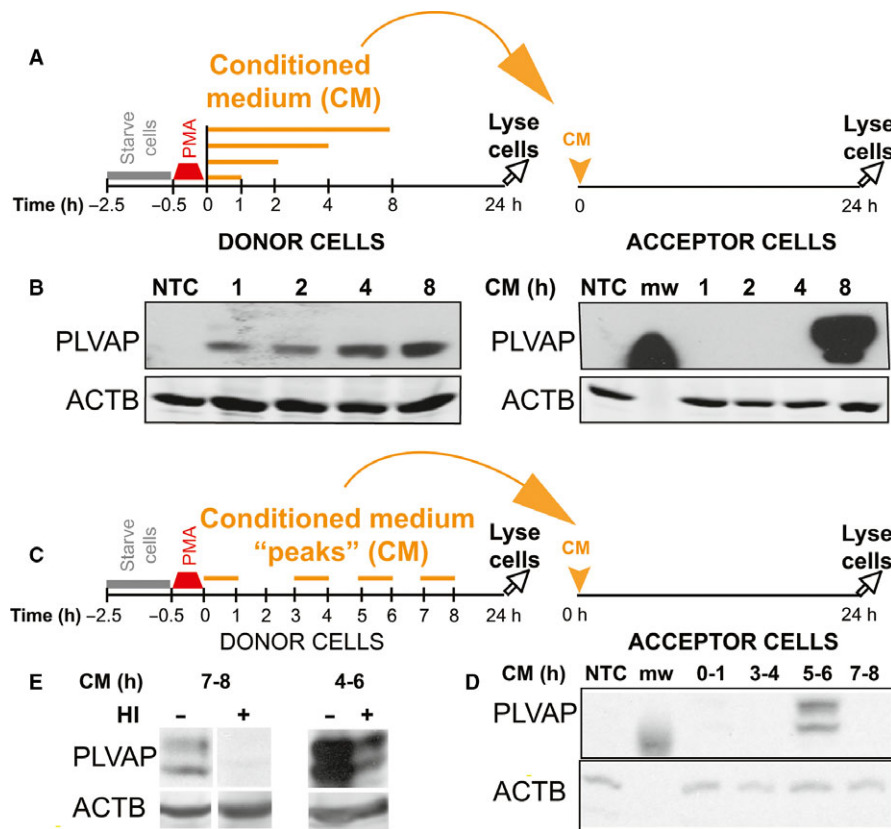 A
Conditioned
medium (CM)
Starve
cells
PMA
Lyse
cells
CM
Lyse
cells
Time (h) –2.5 –0.5 0 1 2 4 8 24 h
0 24 h
DONOR CELLS
ACCEPTOR CELLS
B
NTC 1 2 4 8
PLVAP
ACTB
CM (h) NTC mw 1 2 4 8
PLVAP
ACTB
C
Conditioned medium
“peaks” (CM)
Starve
cells
PMA
Lyse
cells
CM
Lyse
cells
Time (h) –2.5 –0.5 0 1 2 3 4 5 6 7 8 24 h
0 h 24 h
DONOR CELLS
ACCEPTOR CELLS
E CM (h) 7-8 4-6
HI – + – +
PLVAP
ACTB
CM (h) NTC mw 0-1 3-4 5-6 7-8 D
PLVAP
ACTB